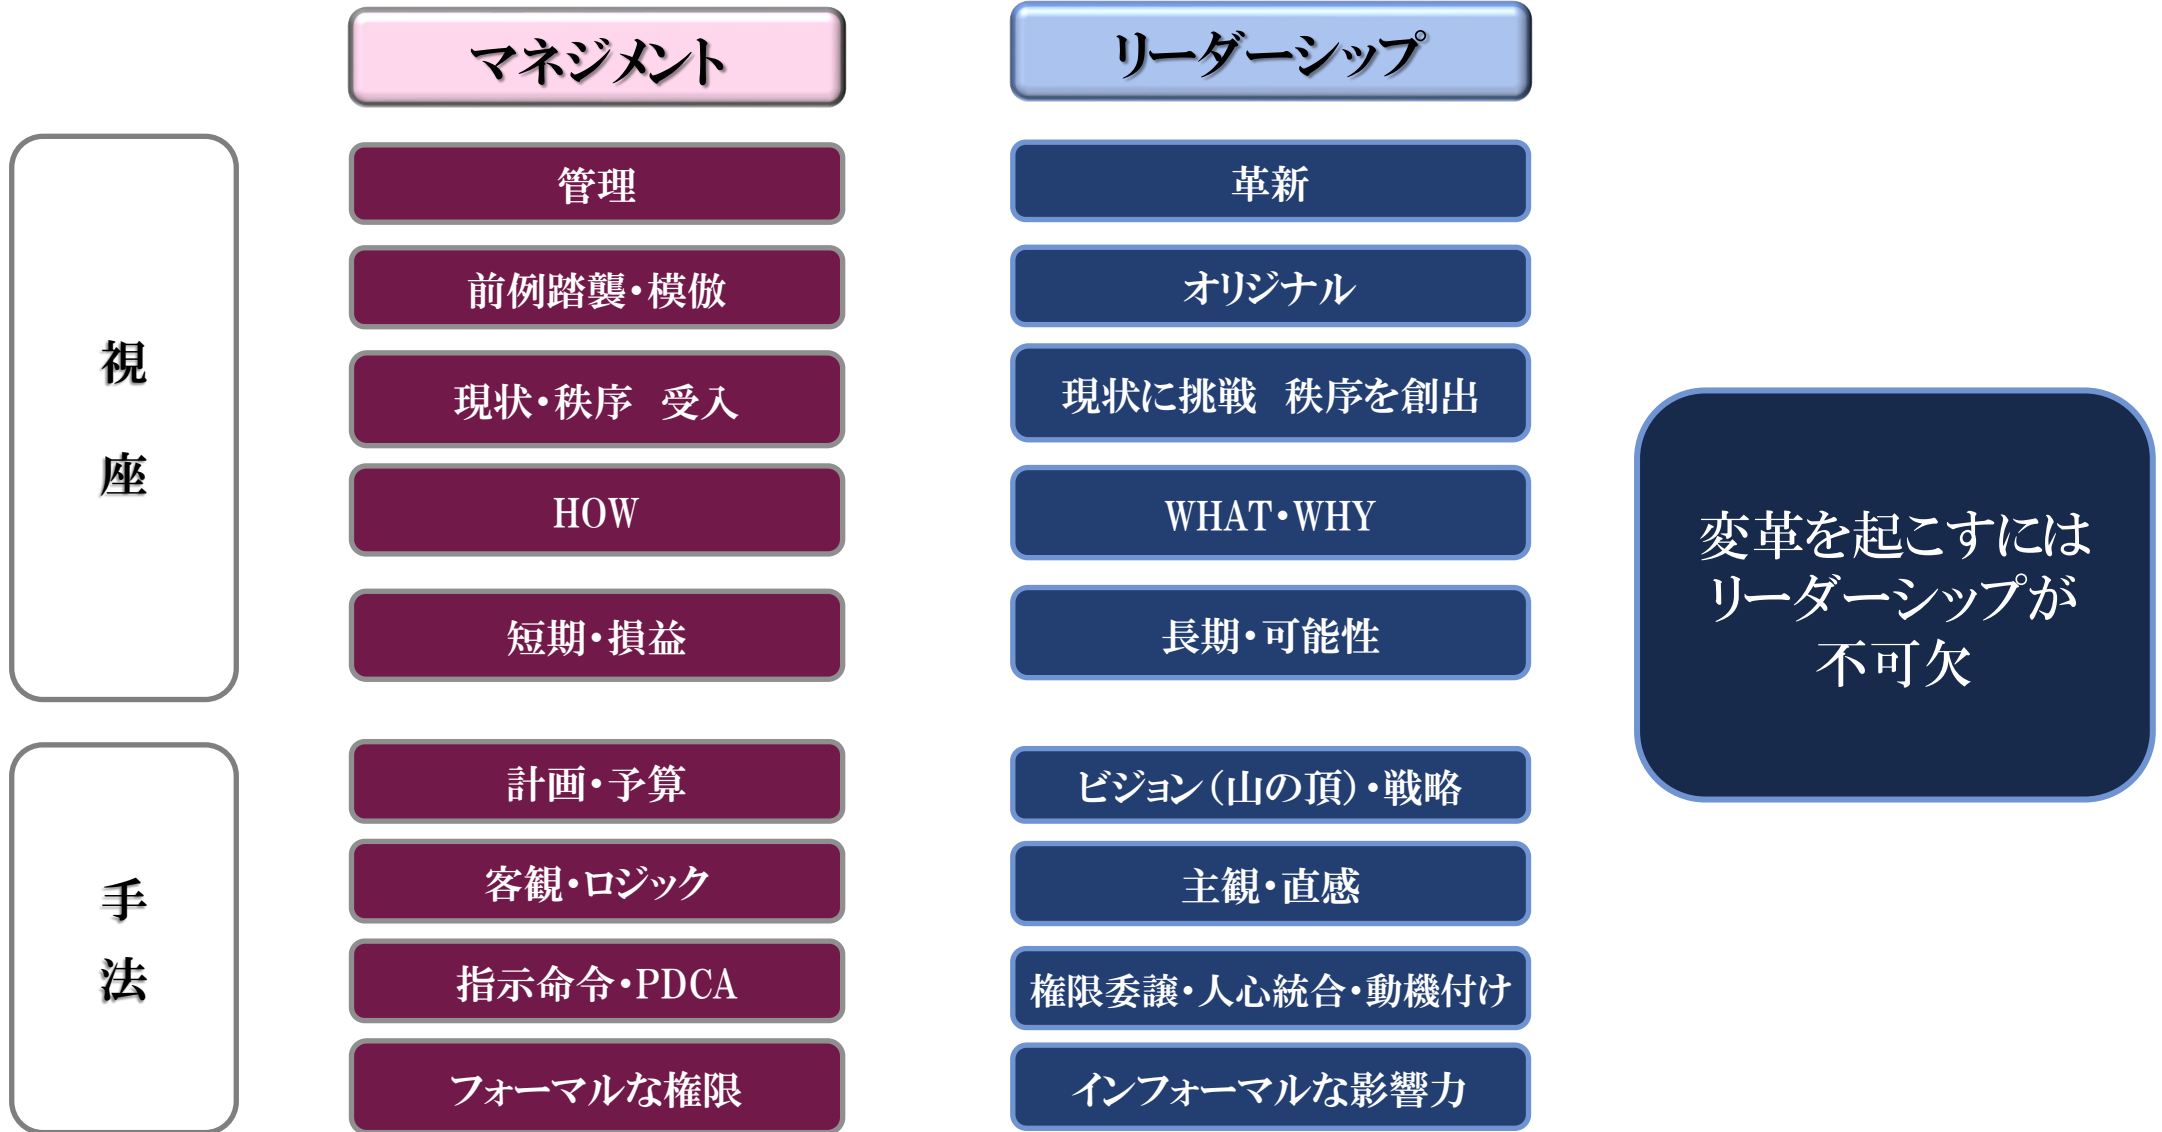 マネジメント
リーダーシップ
視座
管理
革新
前例踏襲・模倣
オリジナル
現状・秩序　受入
現状に挑戦　秩序を創出
HOW
WHAT・WHY
短期・損益
長期・可能性
変革を起こすには
リーダーシップが
不可欠
手法
計画・予算
ビジョン（山の頂）・戦略
客観・ロジック
主観・直感
指示命令・PDCA
権限委譲・人心統合・動機付け
フォーマルな権限
インフォーマルな影響力